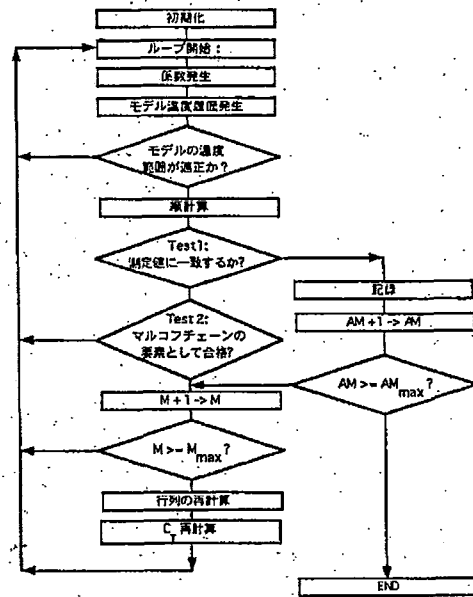 初期化
ループ開始:
係数発生
モデル温度履歴発生
モデルの温度
範囲が適正か?
順計算
Test1:
測定値に一致するか?
記録
AM +1 -> AM
Test 2:
マルコフチェーンの
要素として合格?
AM >= AM max ?
M +1 -> M
M >= M max ?
行列の再計算
C T 再計算
END